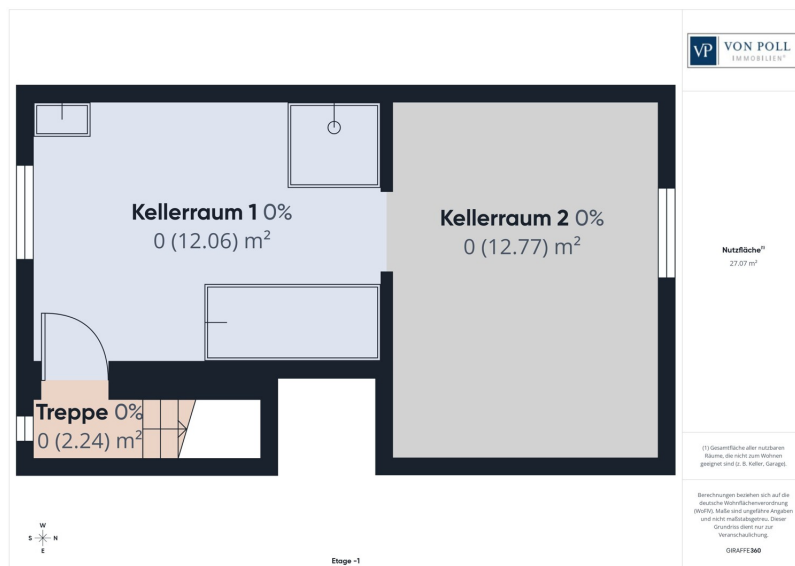 VP VON POLL
IMMOBILIEN®
Kellerraum 1 0%
0 (12.06) m²
Kellerraum 2 0%
0 (12.77) m²
Treppe 0%
0 (2.24) m²
Nutzfläche⁽¹⁾
27.07 m²
(1) Gesamtfläche aller nutzbaren
Räume, die nicht zum Wohnen
geeignet sind (z. B. Keller, Garage).
Berechnungen beziehen sich auf die
deutsche Wohnflächenverordnung
(WoFlV). Maße sind ungefähre Angaben
und nicht maßstabsgetreu. Dieser
Grundriss dient nur zur
Veranschaulichung.
GIRAFFE360
W
S N
E
Etage -1